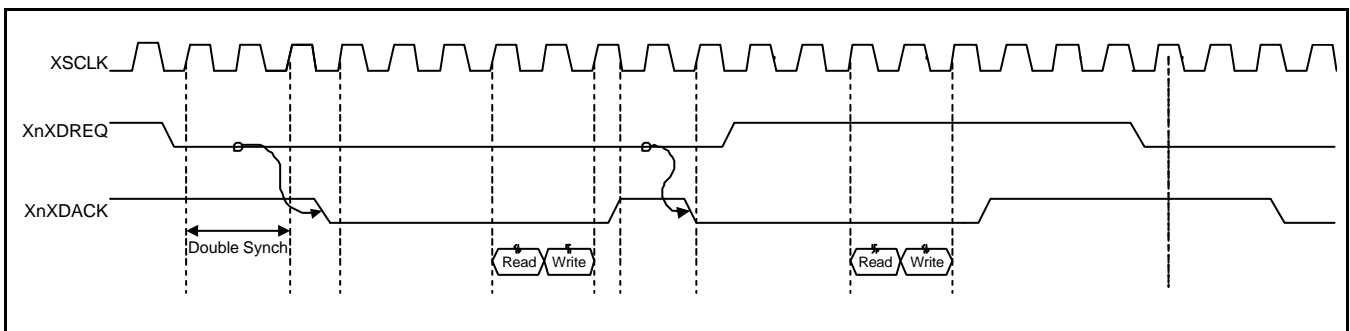 XSCLK
XnXDREQ
XnXDACK
Double Synch
Read Write Read Write